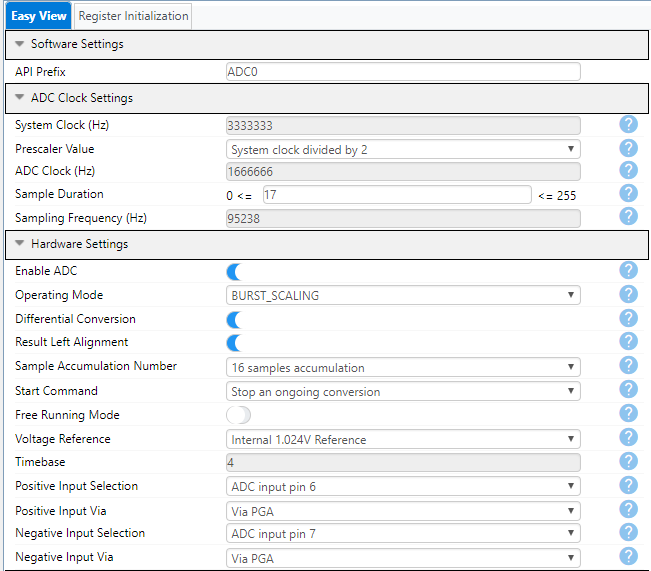 Easy View Register Initialization
Software Settings
API Prefix ADC0
ADC Clock Settings
System Clock (Hz) 3333333 ?
Prescaler Value System clock divided by 2 ?
ADC Clock (Hz) 1666666 ?
Sample Duration 0 <= 17 <= 255 ?
Sampling Frequency (Hz) 95238 ?
Hardware Settings
Enable ADC ?
Operating Mode BURST_SCALING ?
Differential Conversion ?
Result Left Alignment ?
Sample Accumulation Number 16 samples accumulation ?
Start Command Stop an ongoing conversion ?
Free Running Mode ?
Voltage Reference Internal 1.024V Reference ?
Timebase 4 ?
Positive Input Selection ADC input pin 6 ?
Positive Input Via Via PGA ?
Negative Input Selection ADC input pin 7 ?
Negative Input Via Via PGA ?